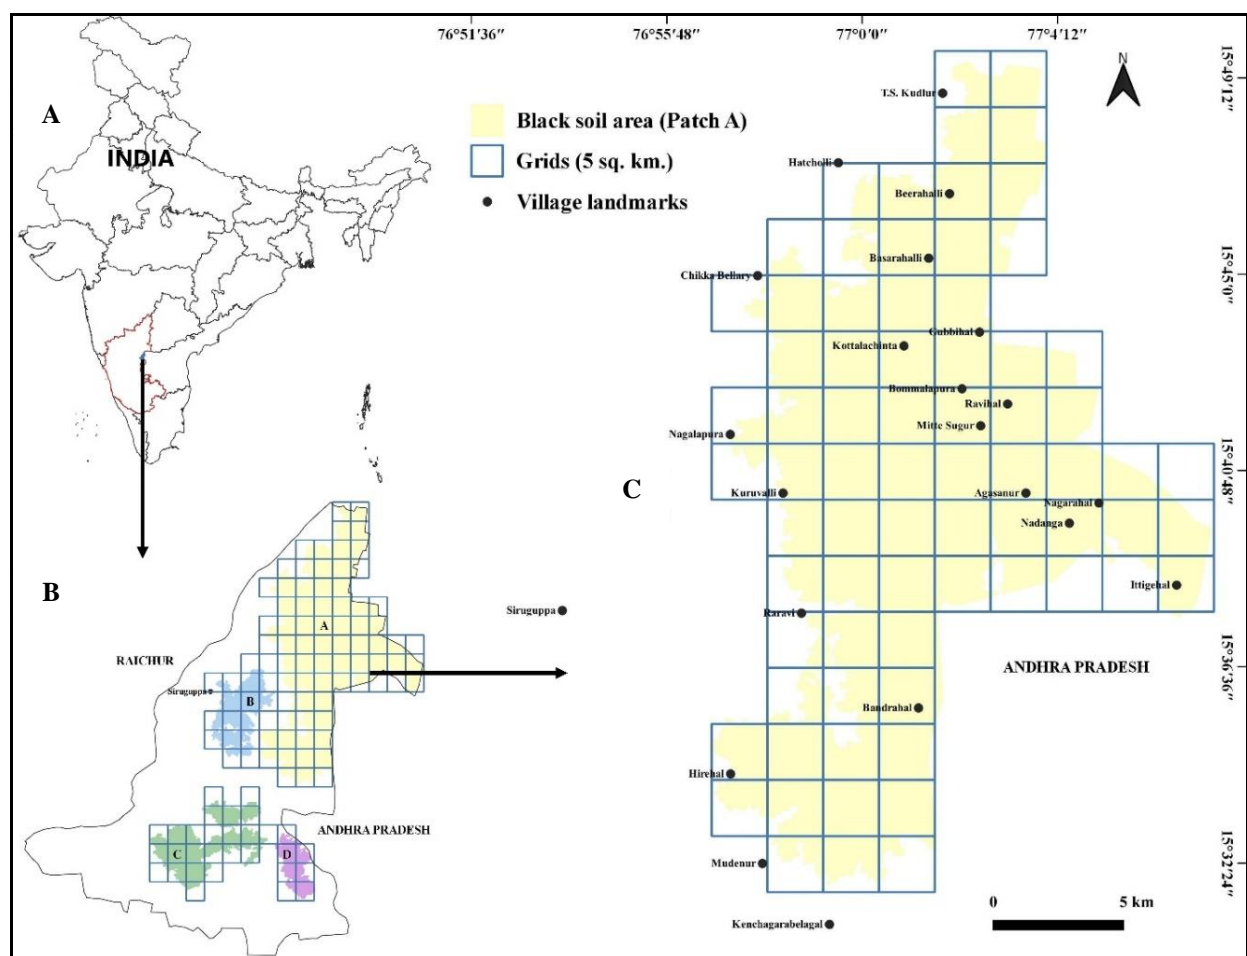 76°51′36″
76°55′48″
77°0′0″
77°4′12″
A
INDIA
Black soil area (Patch A)
Grids (5 sq. km.)
Village landmarks
N
15°49′12″
15°45′0″
15°40′48″
15°36′36″
15°32′24″
T.S. Kudlur
Hatcholli
Beerahalli
Basarahalli
Chikka Bellary
Gubbihal
Kottalachinta
Bommalapura
Ravihal
Mitte Sugur
Nagalapura
C
Kuruvalli
Agasanur
Nagarahal
Nadanga
Ittigehal
Raravi
ANDHRA PRADESH
Bandrahal
Hirehal
Mudenur
Kenchagarabelagal
0 5 km
B
Siruguppa
A
RAICHUR
Siruguppa
B
ANDHRA PRADESH
C
D